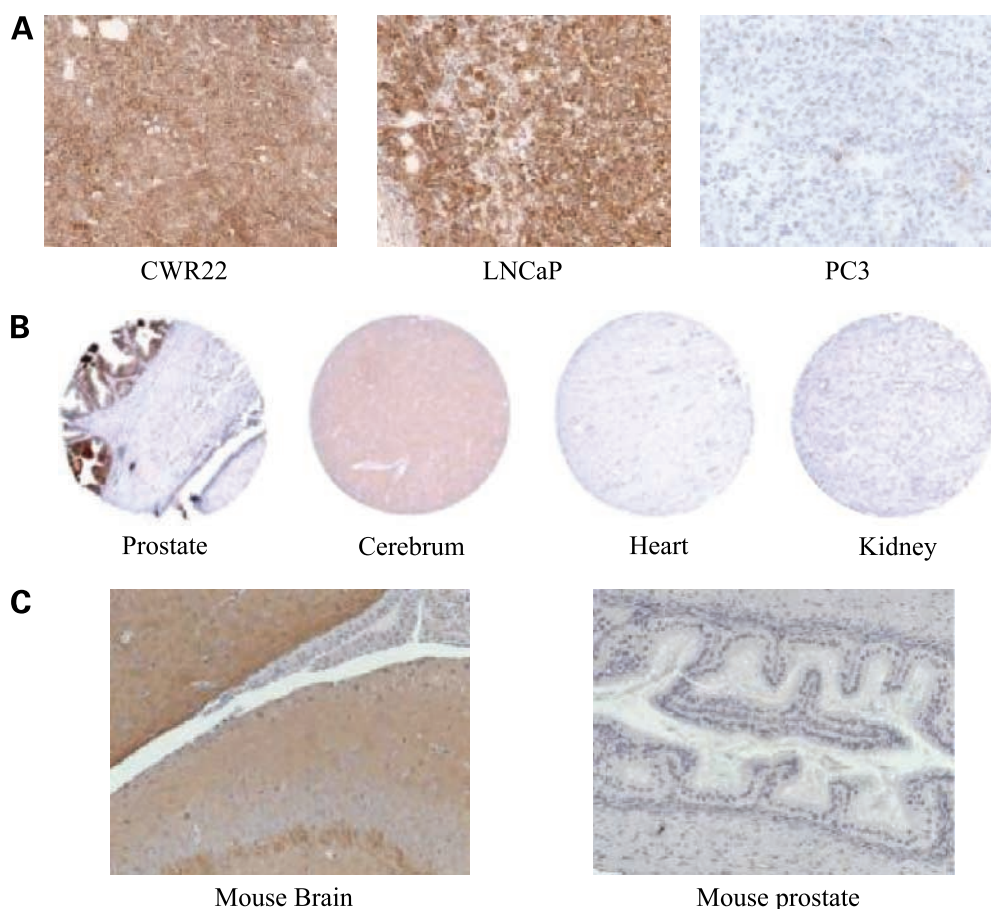 A
CWR22 LNCaP PC3
B
Prostate Cerebrum Heart Kidney
C
Mouse Brain Mouse prostate